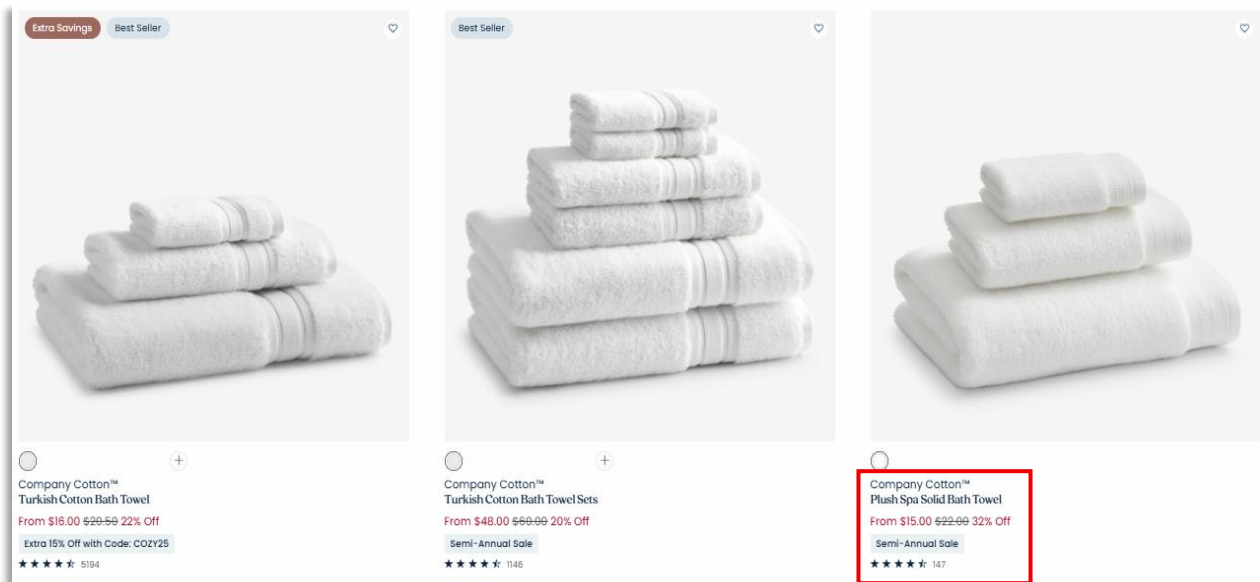 Extra Savings Best Seller
Best Seller
Company Cotton™
Turkish Cotton Bath Towel
From $16.00 $20.50 22% Off
Extra 15% Off with Code: COZY25
5194
Company Cotton™
Turkish Cotton Bath Towel Sets
From $48.00 $60.00 20% Off
Semi-Annual Sale
1146
Company Cotton™
Plush Spa Solid Bath Towel
From $15.00 $22.00 32% Off
Semi-Annual Sale
147